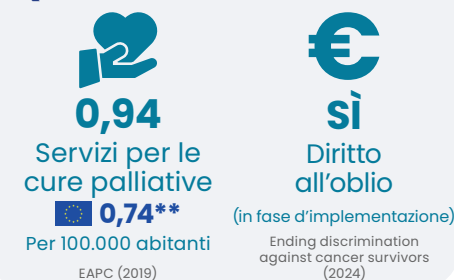 0,94
Servizi per le
cure palliative
0,74**
Per 100.000 abitanti
EAPC (2019)
€
SÌ
Diritto
all'oblio
(in fase d'implementazione)
Ending discrimination
against cancer survivors
(2024)